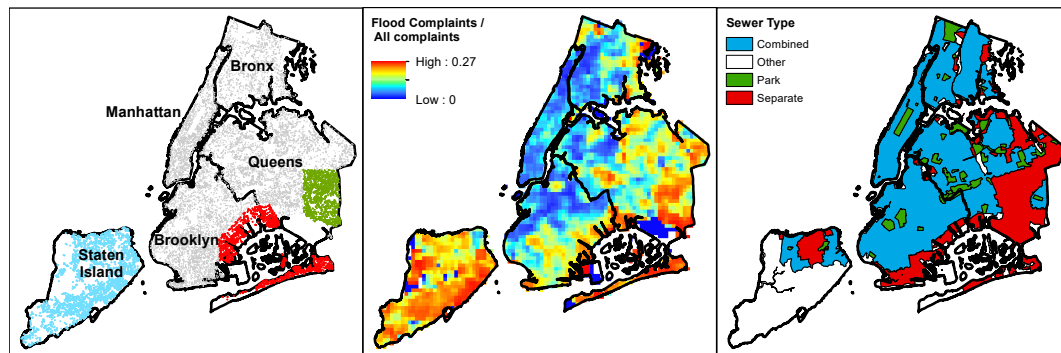 Bronx
Manhattan
Queens
Brooklyn
Staten
Island
Flood Complaints /
All complaints
High : 0.27
Low : 0
Sewer Type
Combined
Other
Park
Separate